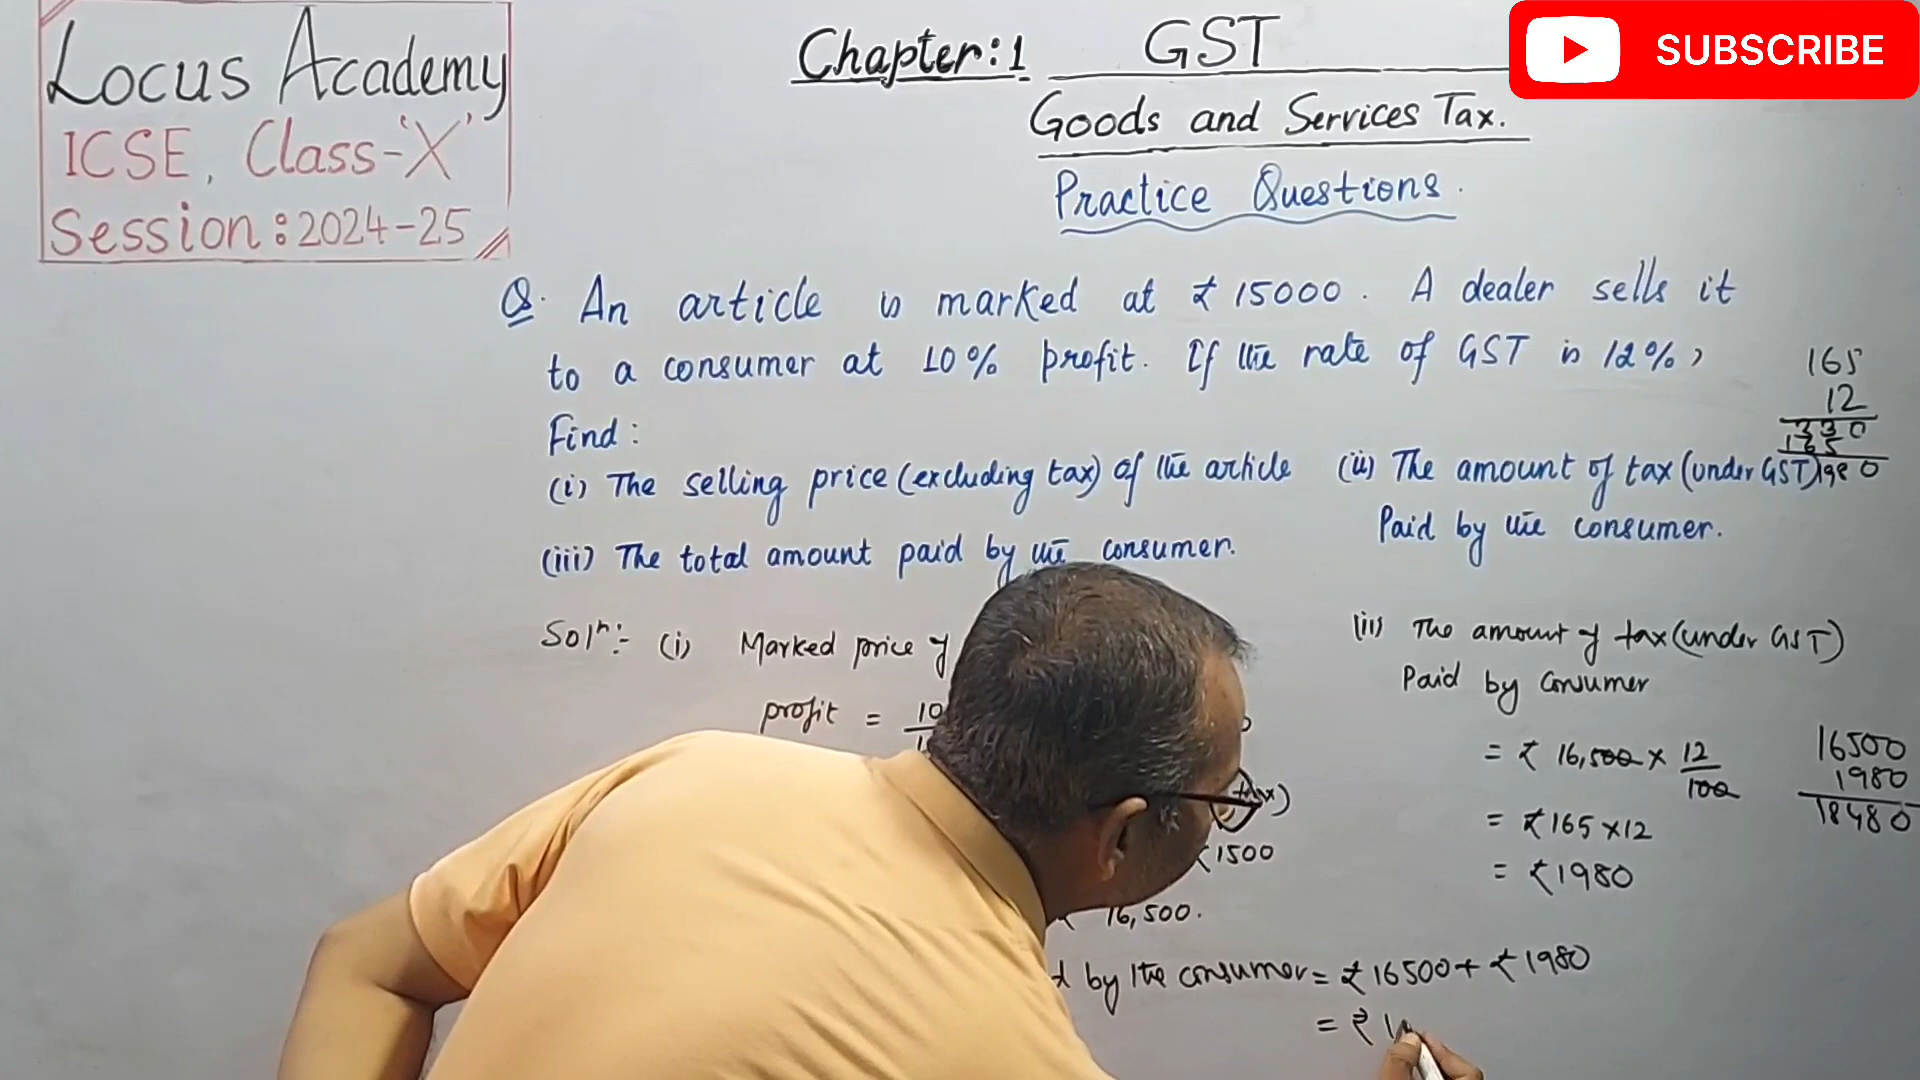 Locus Academy
ICSE, Class-'X'
Session: 2024-25
Chapter: 1 GST
SUBSCRIBE
Goods and Services Tax.
Practice Questions.
Q. An article is marked at ₹ 15000. A dealer sells it
to a consumer at 10% profit. If the rate of GST is 12%,
Find:
(i) The selling price (excluding tax) of the article
(ii) The amount of tax (under GST)
Paid by the consumer.
(iii) The total amount paid by the consumer.
165
12
330
165
1980
Solⁿ:- (i) Marked price of
profit = 10
tax)
₹1500
₹ 16,500.
by the consumer = ₹ 16500 + ₹ 1980
= ₹ 1
(ii) The amount of tax (under GST)
Paid by Consumer
= ₹ 16,500 × 12/100
= ₹ 165 × 12
= ₹ 1980
16500
1980
18480